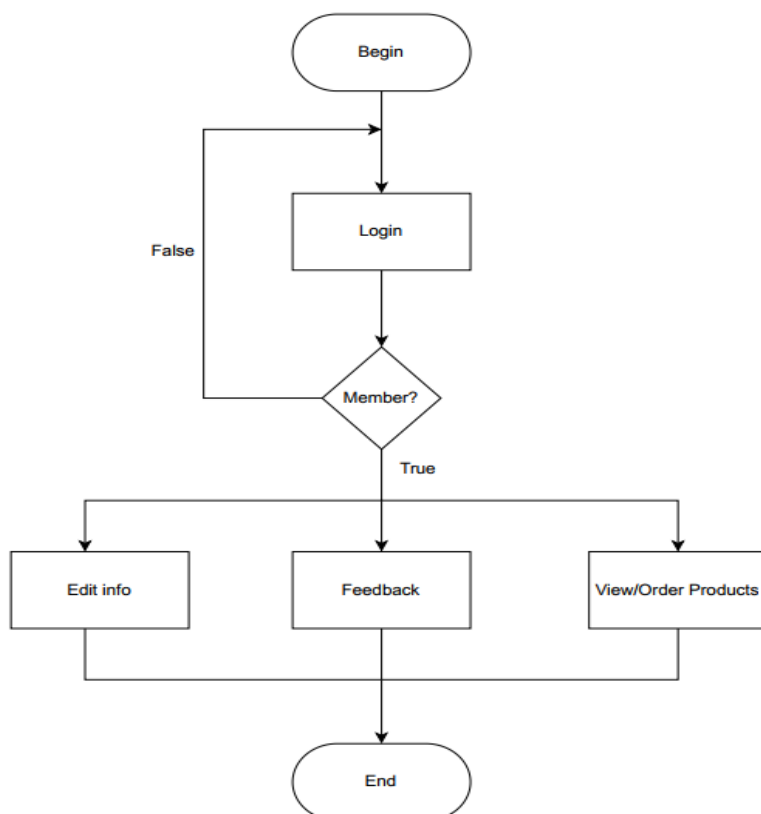 Begin
Login
False
Member?
True
Edit info
Feedback
View/Order Products
End